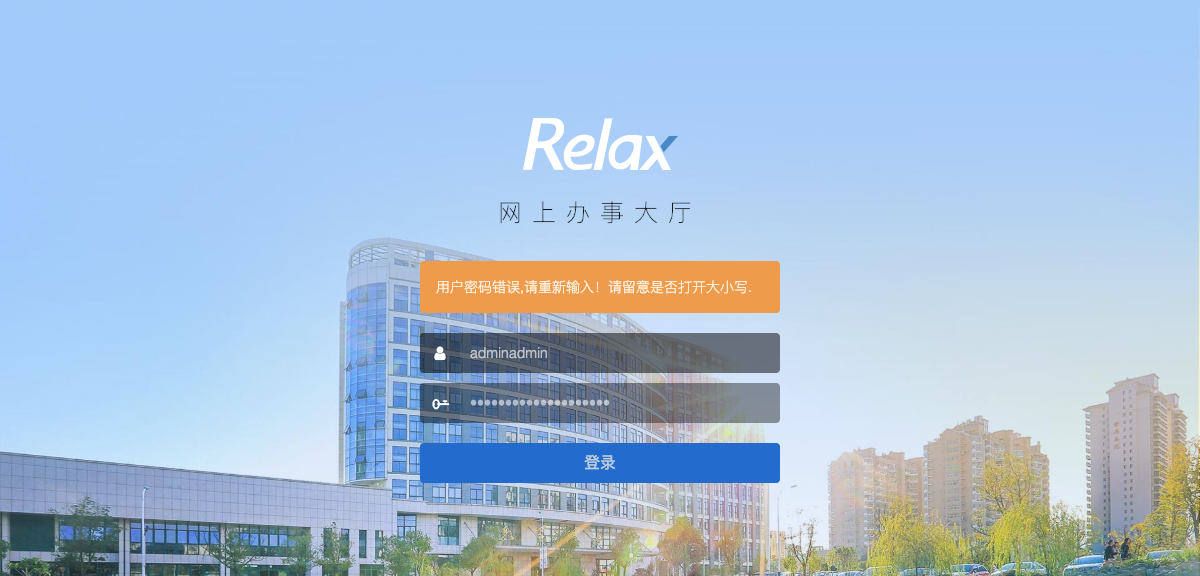 Relax
网上办事大厅
用户密码错误,请重新输入！请留意是否打开大小写.
adminadmin
登录